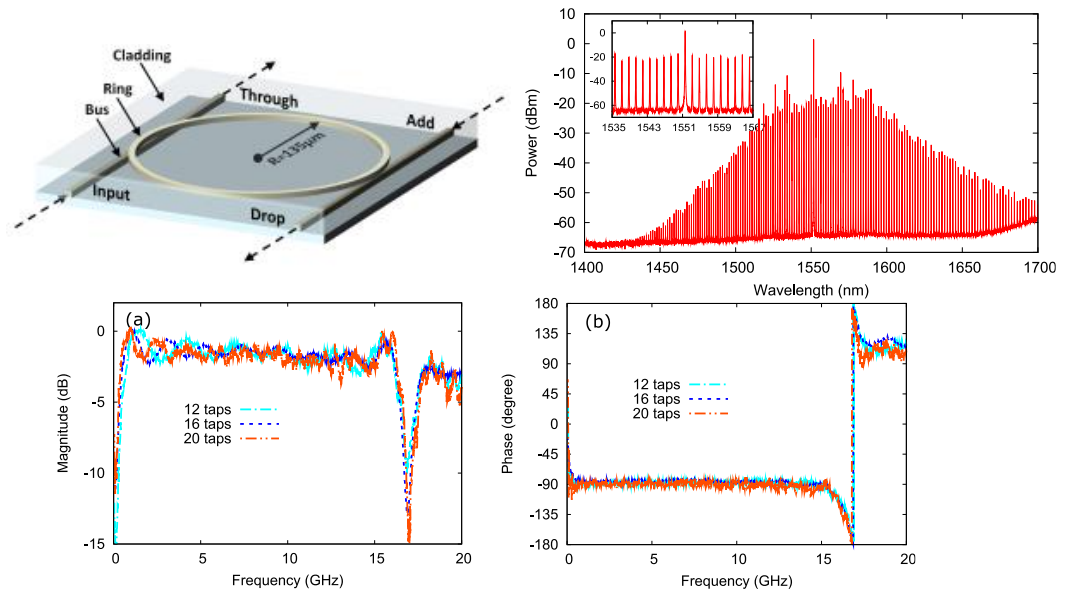 Cladding
Ring
Bus
Through
Add
R=135μm
Input
Drop
10
0
-10
-20
-30
-40
-50
-60
-70
Power (dBm)
0
-20
-40
-60
1535 1543 1551 1559 1567
1400 1450 1500 1550 1600 1650 1700
Wavelength (nm)
(a)
0
-5
-10
-15
Magnitude (dB)
12 taps
16 taps
20 taps
0 5 10 15 20
Frequency (GHz)
(b)
180
135
90
45
0
-45
-90
-135
-180
Phase (degree)
12 taps
16 taps
20 taps
0 5 10 15 20
Frequency (GHz)